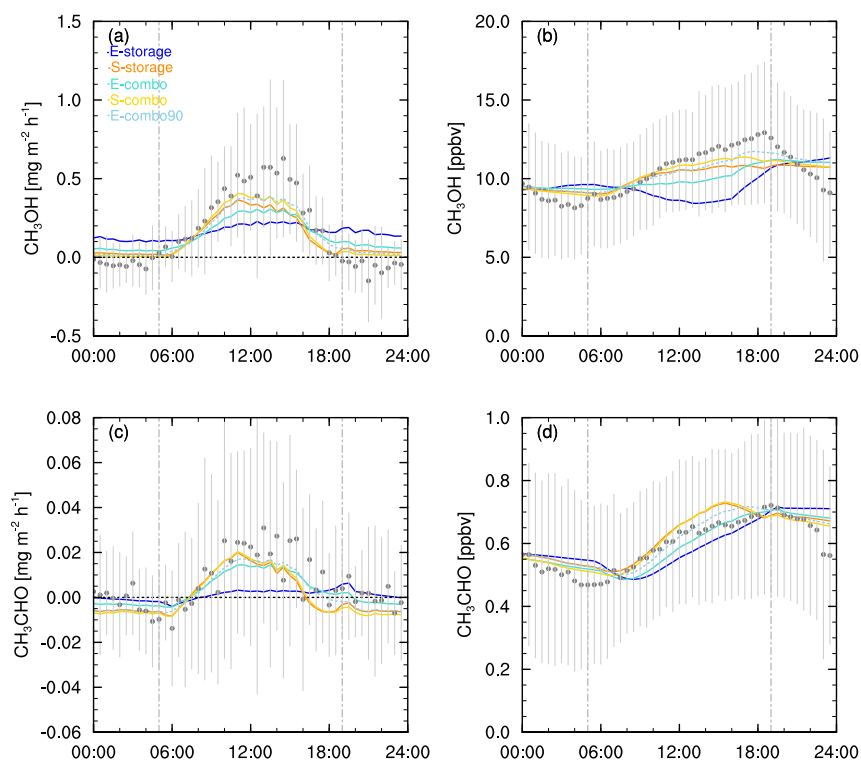 (a)
E-storage
S-storage
E-combo
S-combo
E-combo90
CH₃OH [mg m⁻² h⁻¹]
1.5
1.0
0.5
0.0
-0.5
00:00 06:00 12:00 18:00 24:00
(b)
CH₃OH [ppbv]
20.0
15.0
10.0
5.0
0.0
00:00 06:00 12:00 18:00 24:00
(c)
CH₃CHO [mg m⁻² h⁻¹]
0.08
0.06
0.04
0.02
0.00
-0.02
-0.04
-0.06
00:00 06:00 12:00 18:00 24:00
(d)
CH₃CHO [ppbv]
1.0
0.8
0.6
0.4
0.2
0.0
00:00 06:00 12:00 18:00 24:00